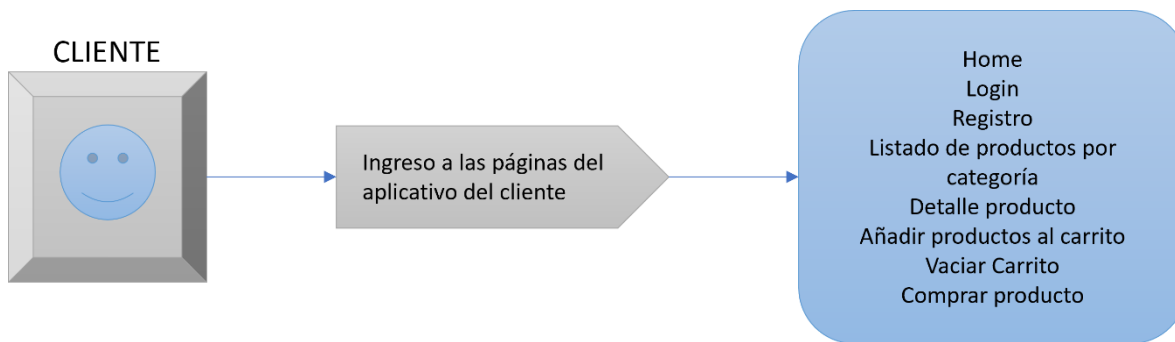 CLIENTE
Ingreso a las páginas del
aplicativo del cliente
Home
Login
Registro
Listado de productos por
categoría
Detalle producto
Añadir productos al carrito
Vaciar Carrito
Comprar producto